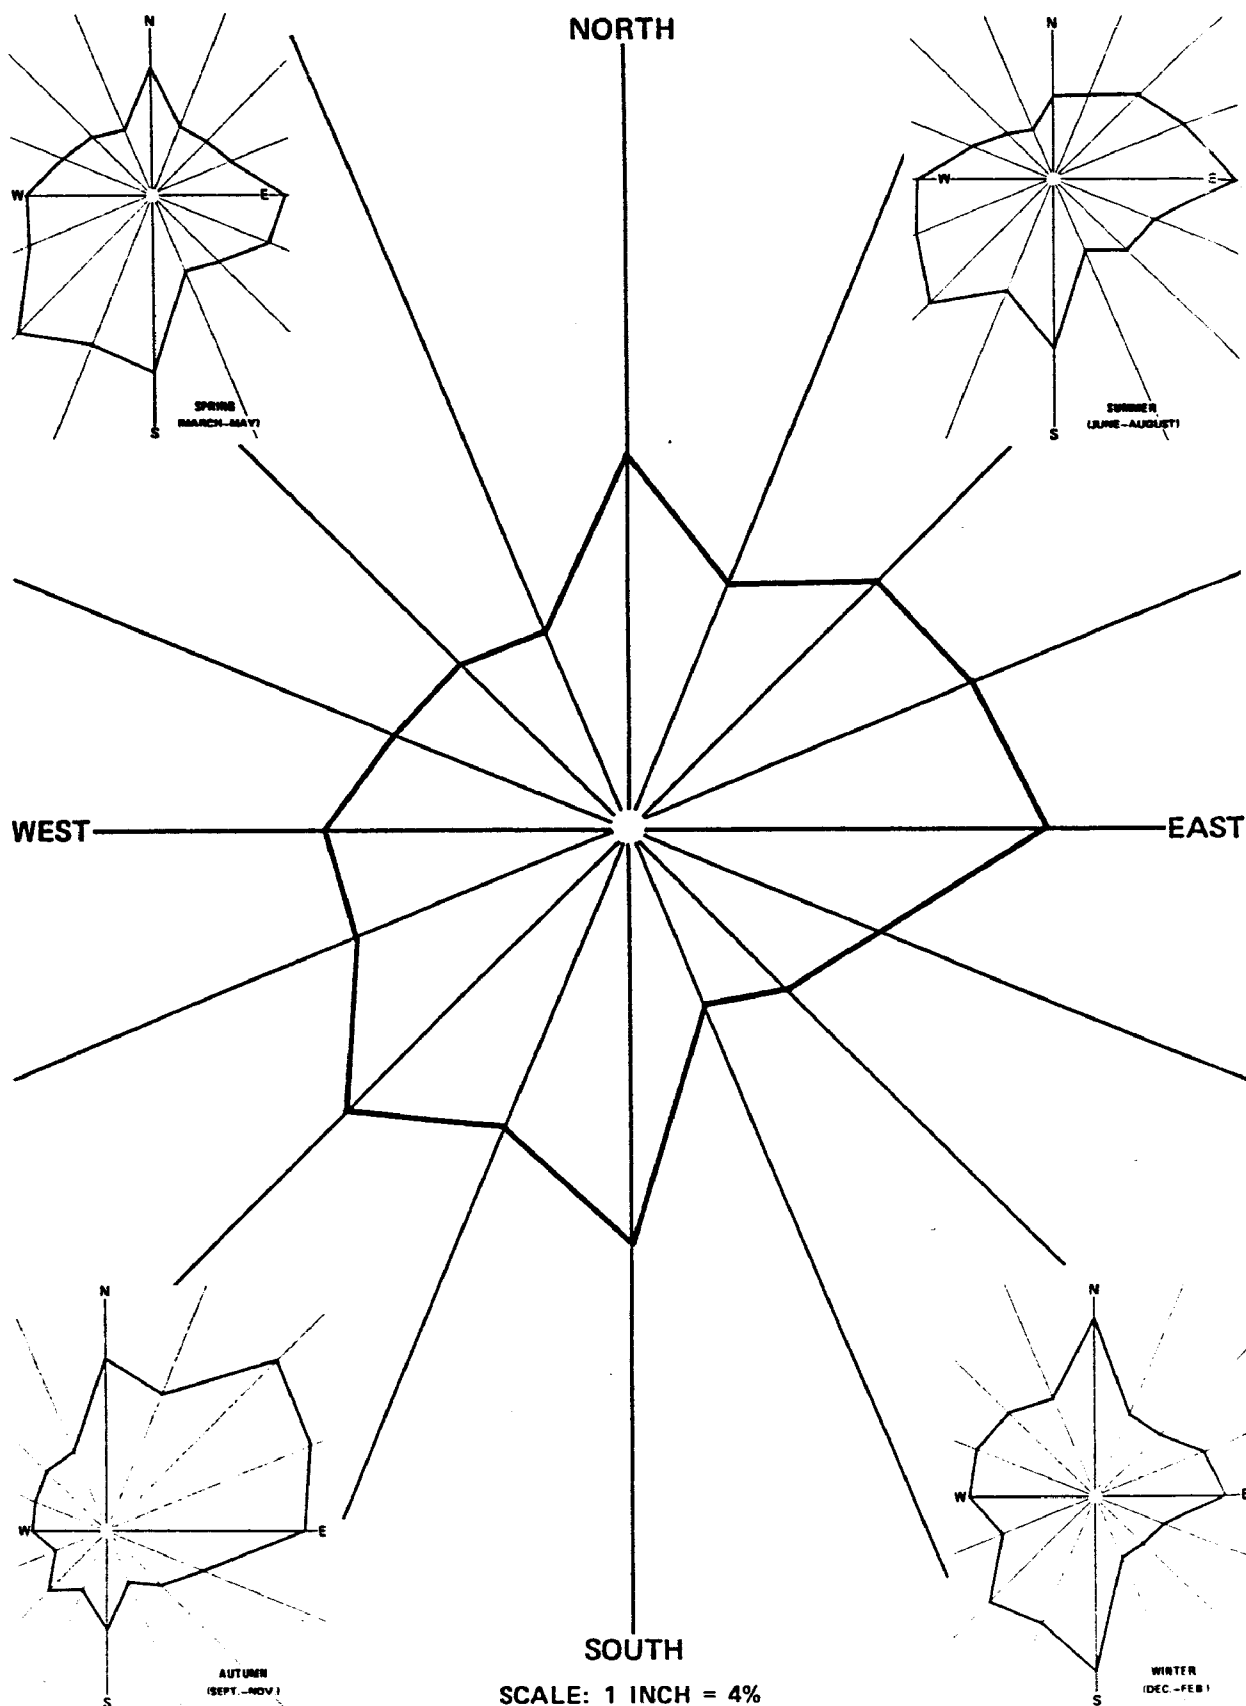 N
W
E
S
SPRING
(MARCH-MAY)
NORTH
N
W
E
S
SUMMER
(JUNE-AUGUST)
WEST
EAST
N
W
E
S
AUTUMN
(SEPT.-NOV.)
SOUTH
SCALE: 1 INCH = 4%
N
W
E
S
WINTER
(DEC.-FEB)